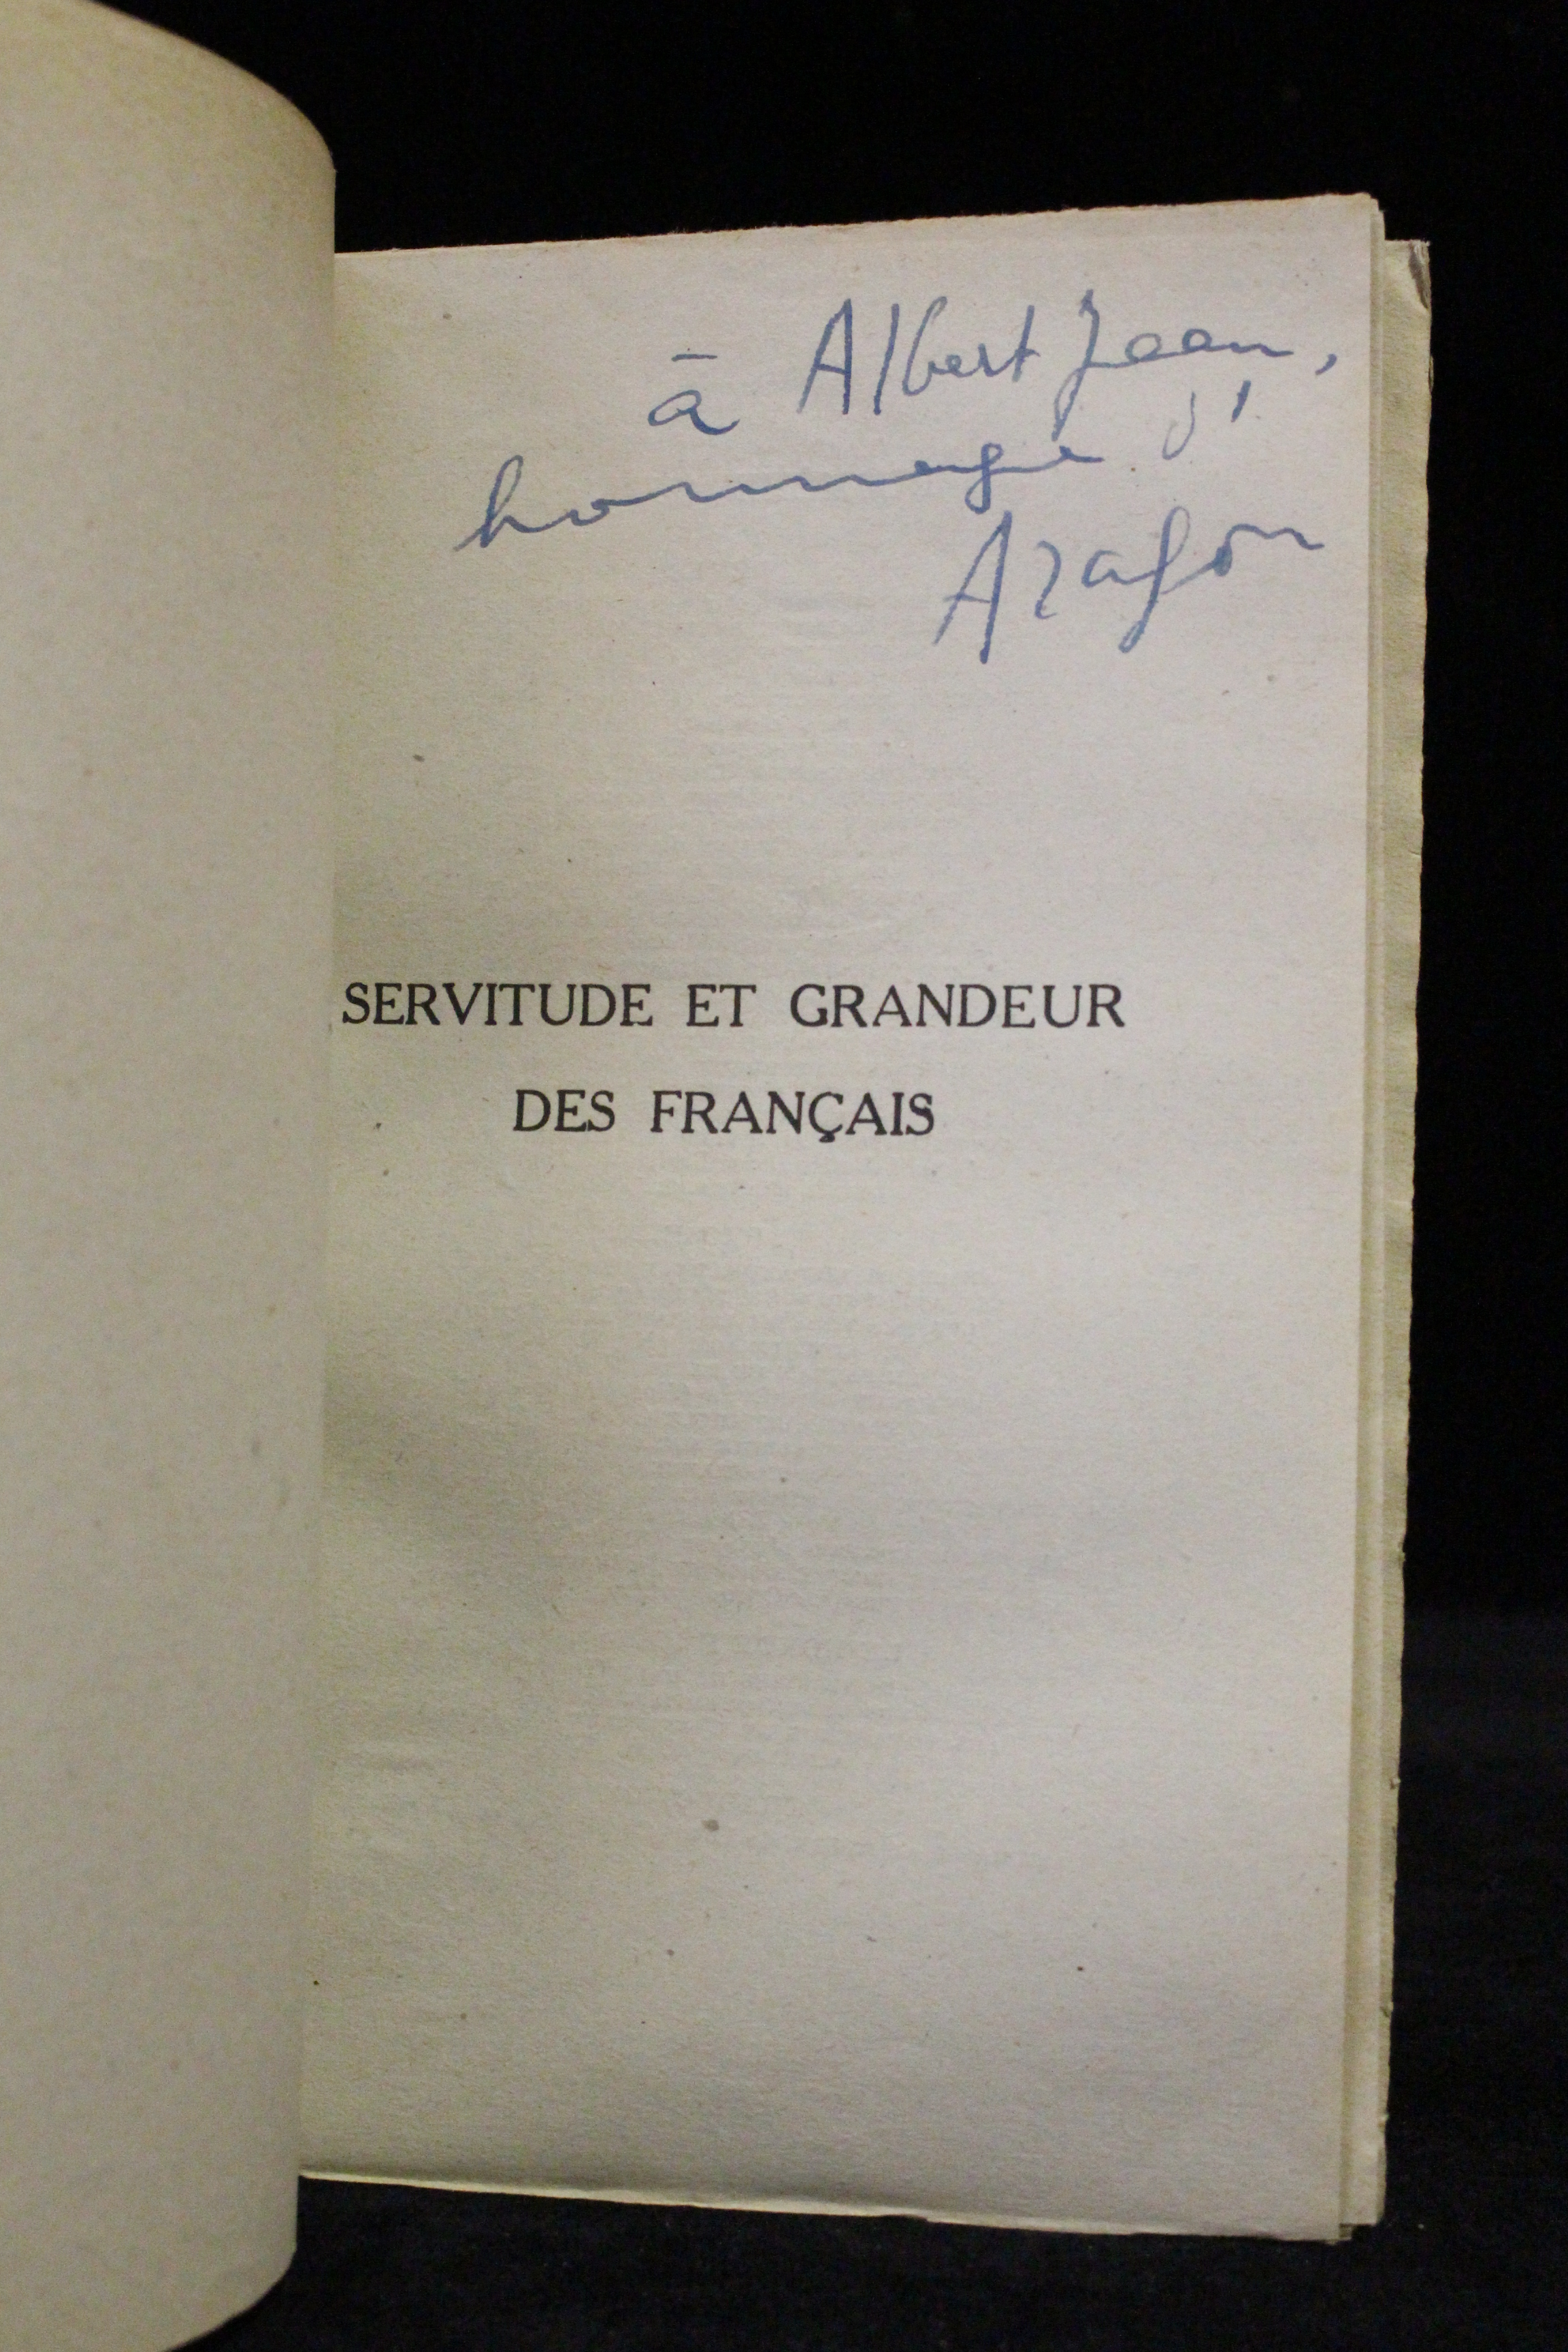 à Albert Jean,
hommage d'
Aragon
SERVITUDE ET GRANDEUR
DES FRANÇAIS